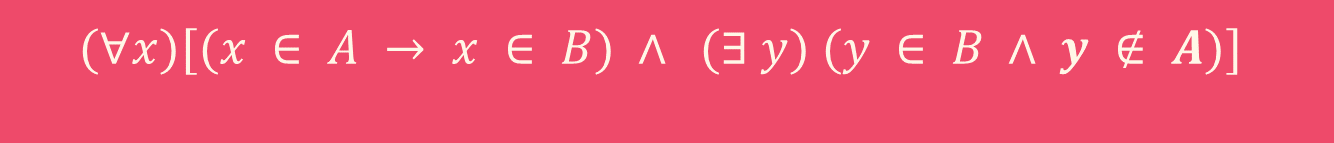 (∀x)[(x ∈ A → x ∈ B) ∧ (∃ y) (y ∈ B ∧ y ∉ A)]